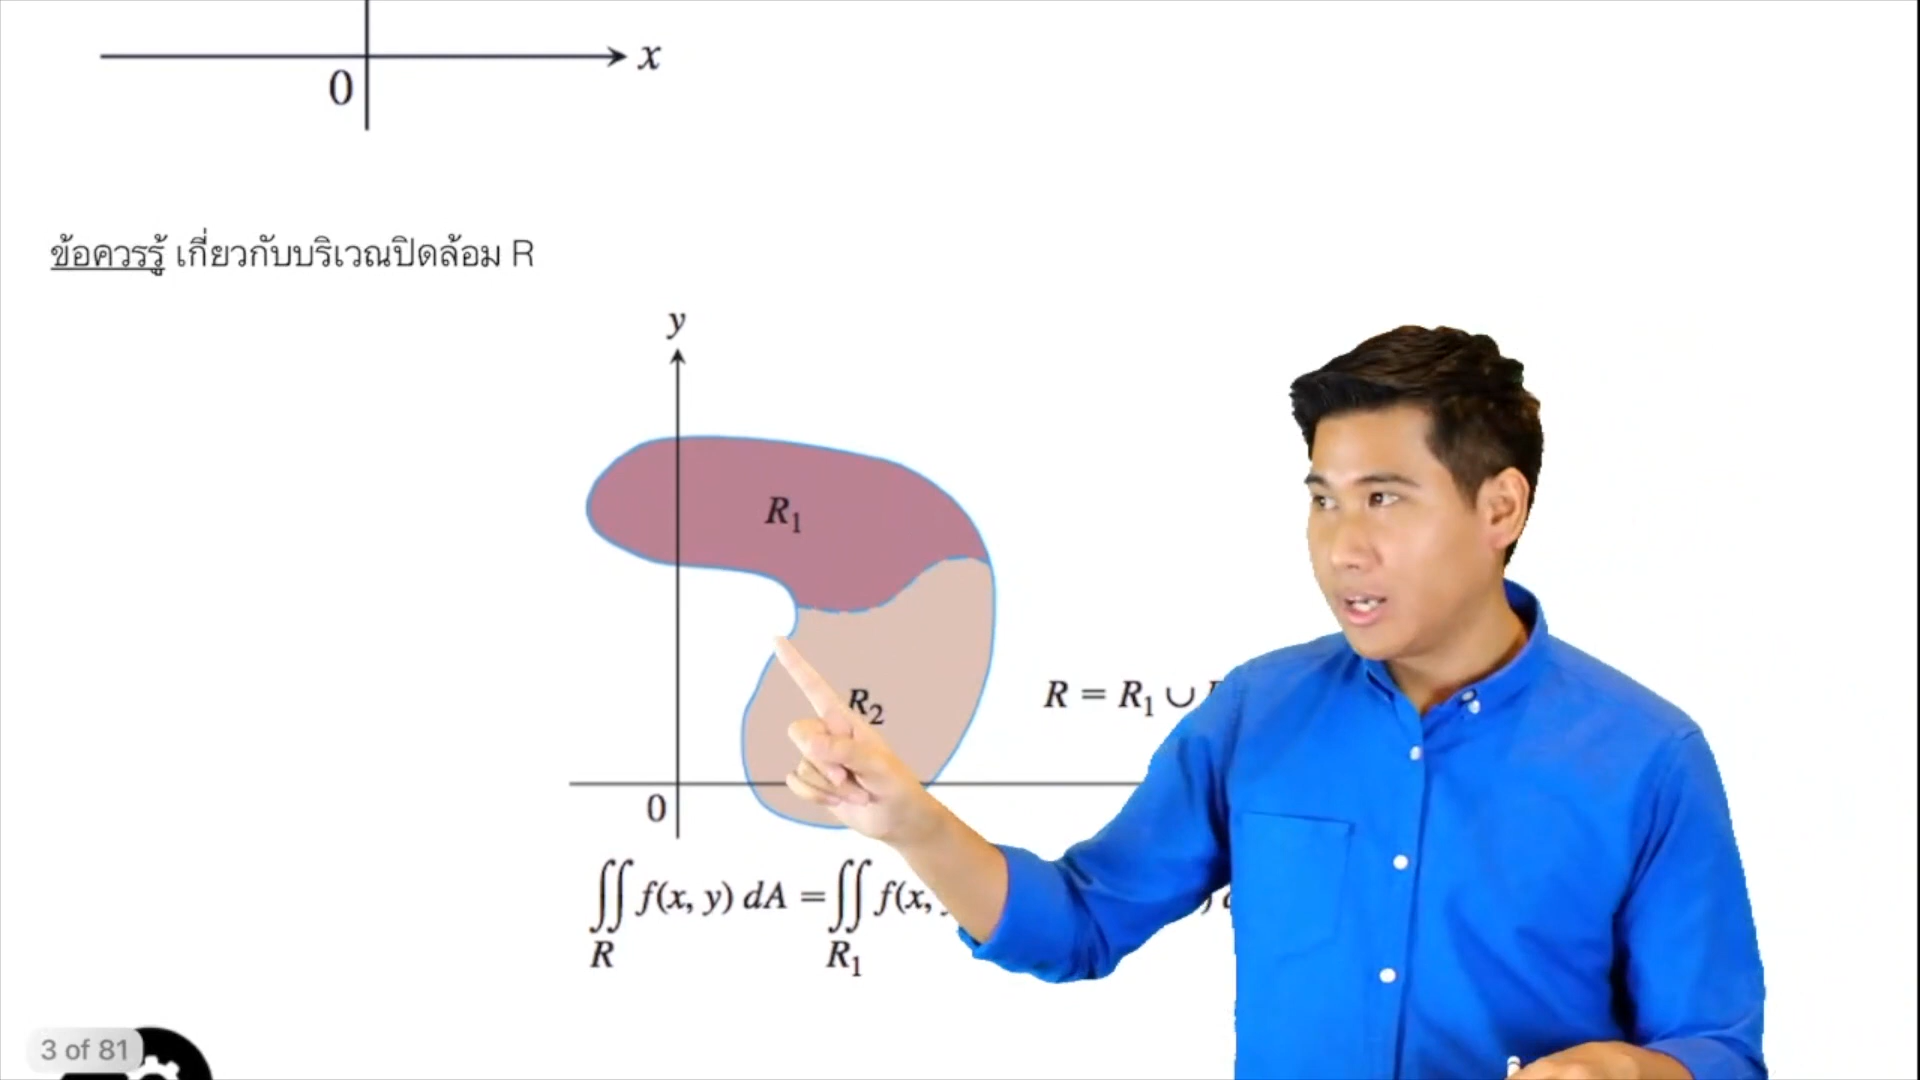 x
0
ข้อควรรู้ เกี่ยวกับบริเวณปิดล้อม R
y
R₁
R₂
R = R₁ ∪
0
∬ f(x, y) dA = ∬ f(x,
R R₁
3 of 81